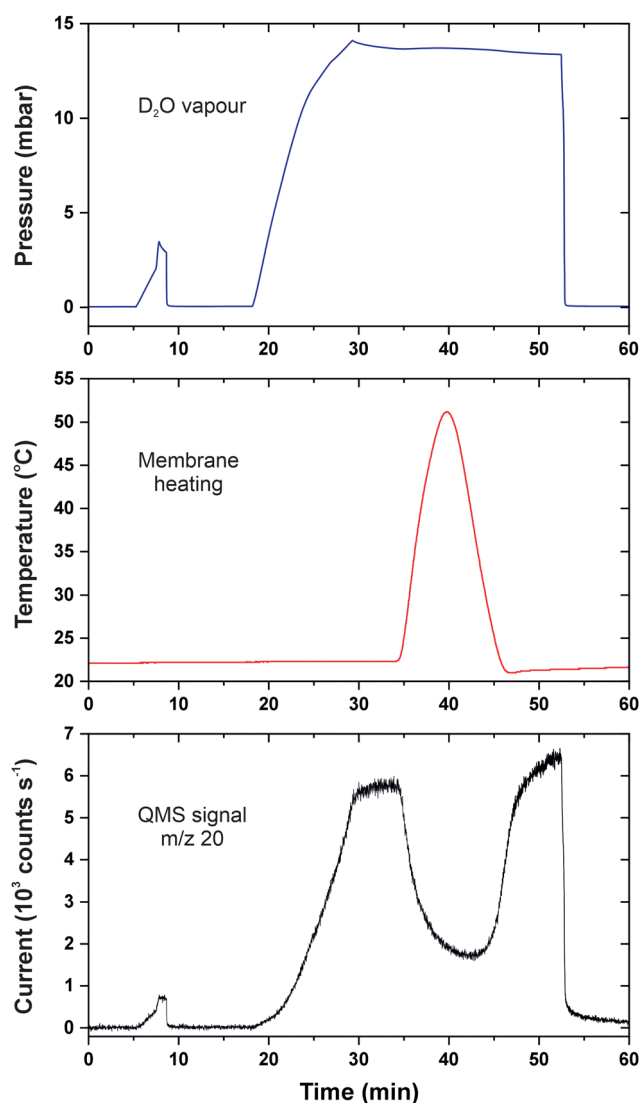 15
10
5
0
Pressure (mbar)
D₂O vapour
0 10 20 30 40 50 60
55
50
45
40
35
30
25
20
Temperature (°C)
Membrane
heating
0 10 20 30 40 50 60
7
6
5
4
3
2
1
0
Current (10³ counts s⁻¹)
QMS signal
m/z 20
0 10 20 30 40 50 60
Time (min)